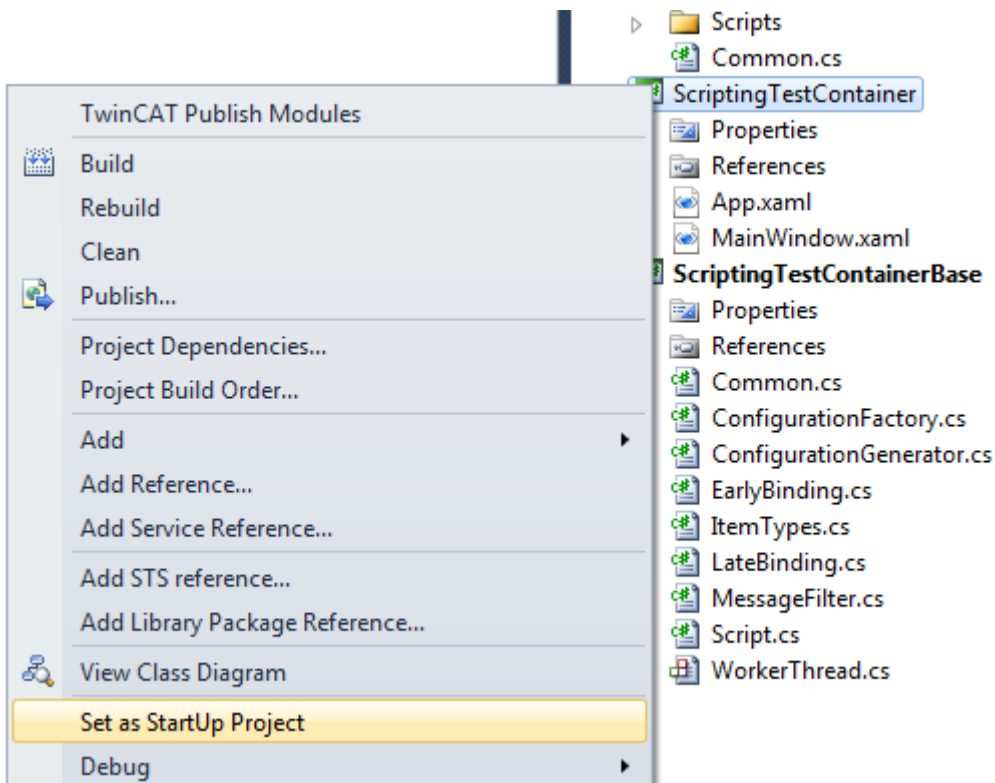 Scripts
Common.cs
ScriptingTestContainer
Properties
References
App.xaml
MainWindow.xaml
ScriptingTestContainerBase
Properties
References
Common.cs
ConfigurationFactory.cs
ConfigurationGenerator.cs
EarlyBinding.cs
ItemTypes.cs
LateBinding.cs
MessageFilter.cs
Script.cs
WorkerThread.cs
TwinCAT Publish Modules
Build
Rebuild
Clean
Publish...
Project Dependencies...
Project Build Order...
Add
Add Reference...
Add Service Reference...
Add STS reference...
Add Library Package Reference...
View Class Diagram
Set as StartUp Project
Debug